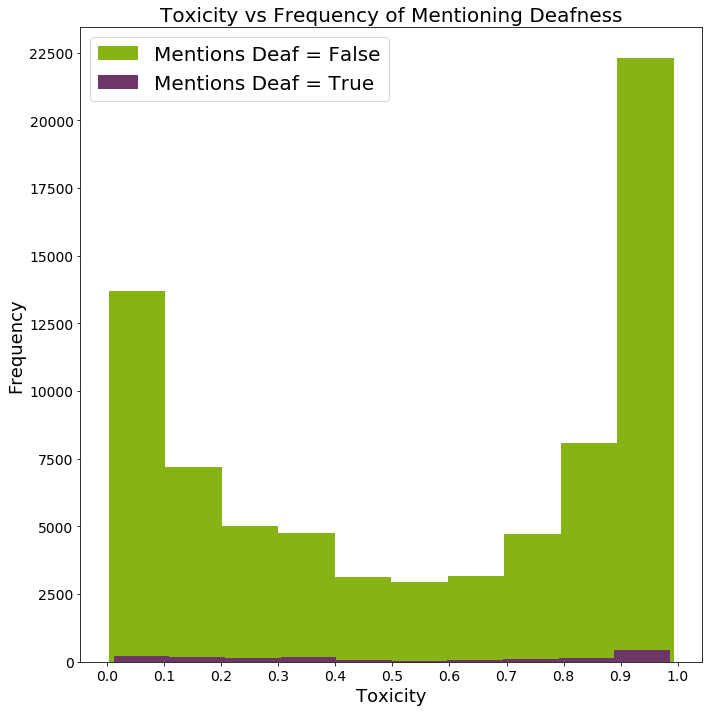 Toxicity vs Frequency of Mentioning Deafness
Mentions Deaf = False
Mentions Deaf = True
Frequency
22500
20000
17500
15000
12500
10000
7500
5000
2500
0
0.0 0.1 0.2 0.3 0.4 0.5 0.6 0.7 0.8 0.9 1.0
Toxicity